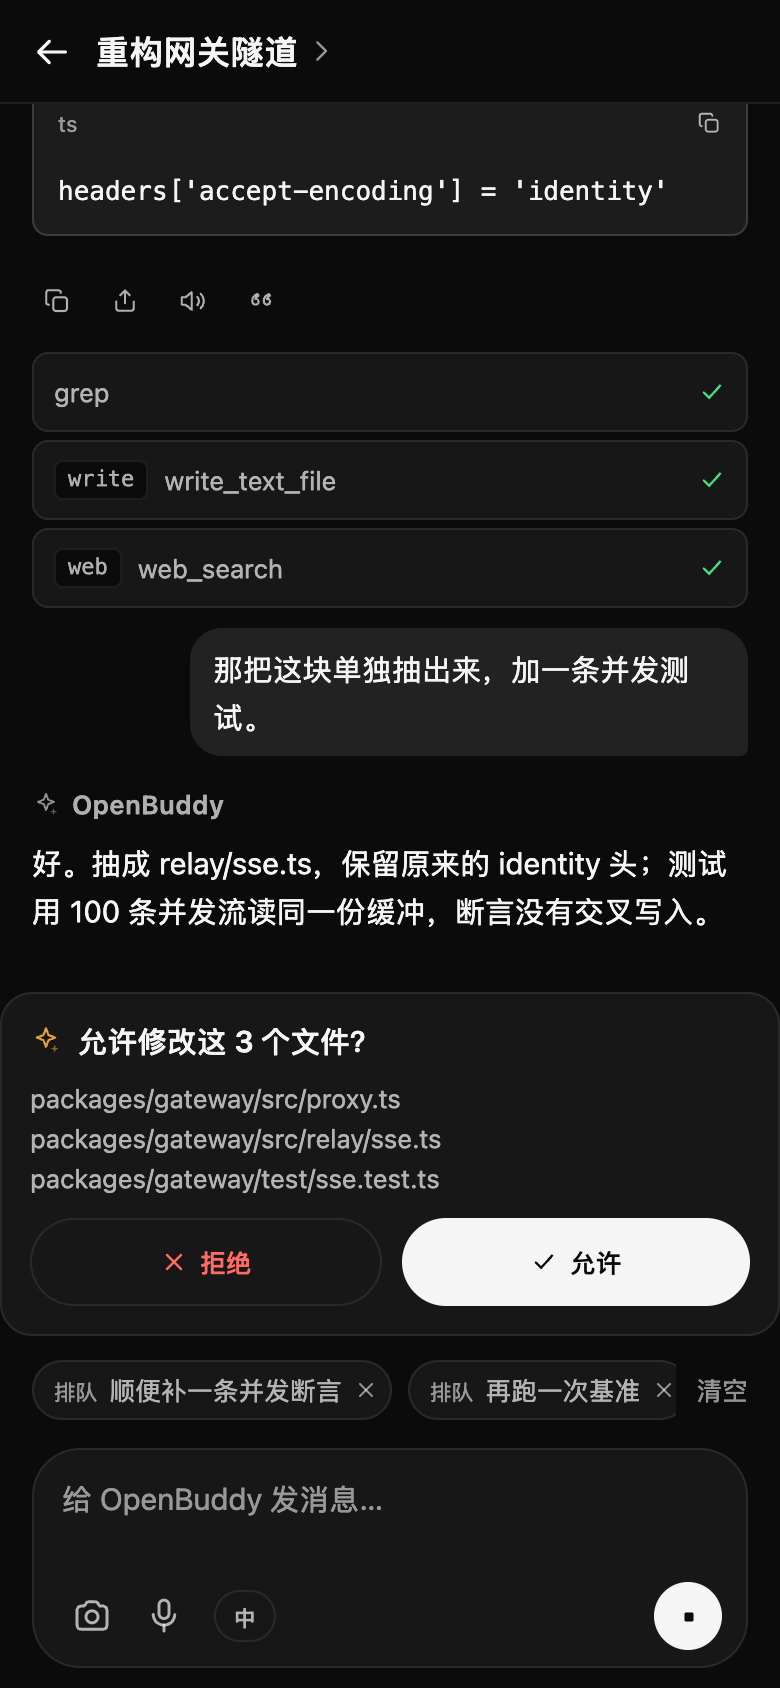 重构网关隧道
ts
headers['accept-encoding'] = 'identity'
grep
write write_text_file
web web_search
那把这块单独抽出来，加一条并发测
试。
OpenBuddy
好。抽成 relay/sse.ts，保留原来的 identity 头；测试
用 100 条并发流读同一份缓冲，断言没有交叉写入。
允许修改这 3 个文件?
packages/gateway/src/proxy.ts
packages/gateway/src/relay/sse.ts
packages/gateway/test/sse.test.ts
拒绝 允许
排队 顺便补一条并发断言 排队 再跑一次基准 清空
给 OpenBuddy 发消息...
中